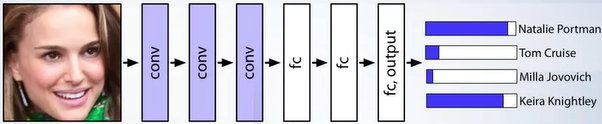 conv
conv
conv
fc
fc
fc, output
Natalie Portman
Tom Cruise
Milla Jovovich
Keira Knightley